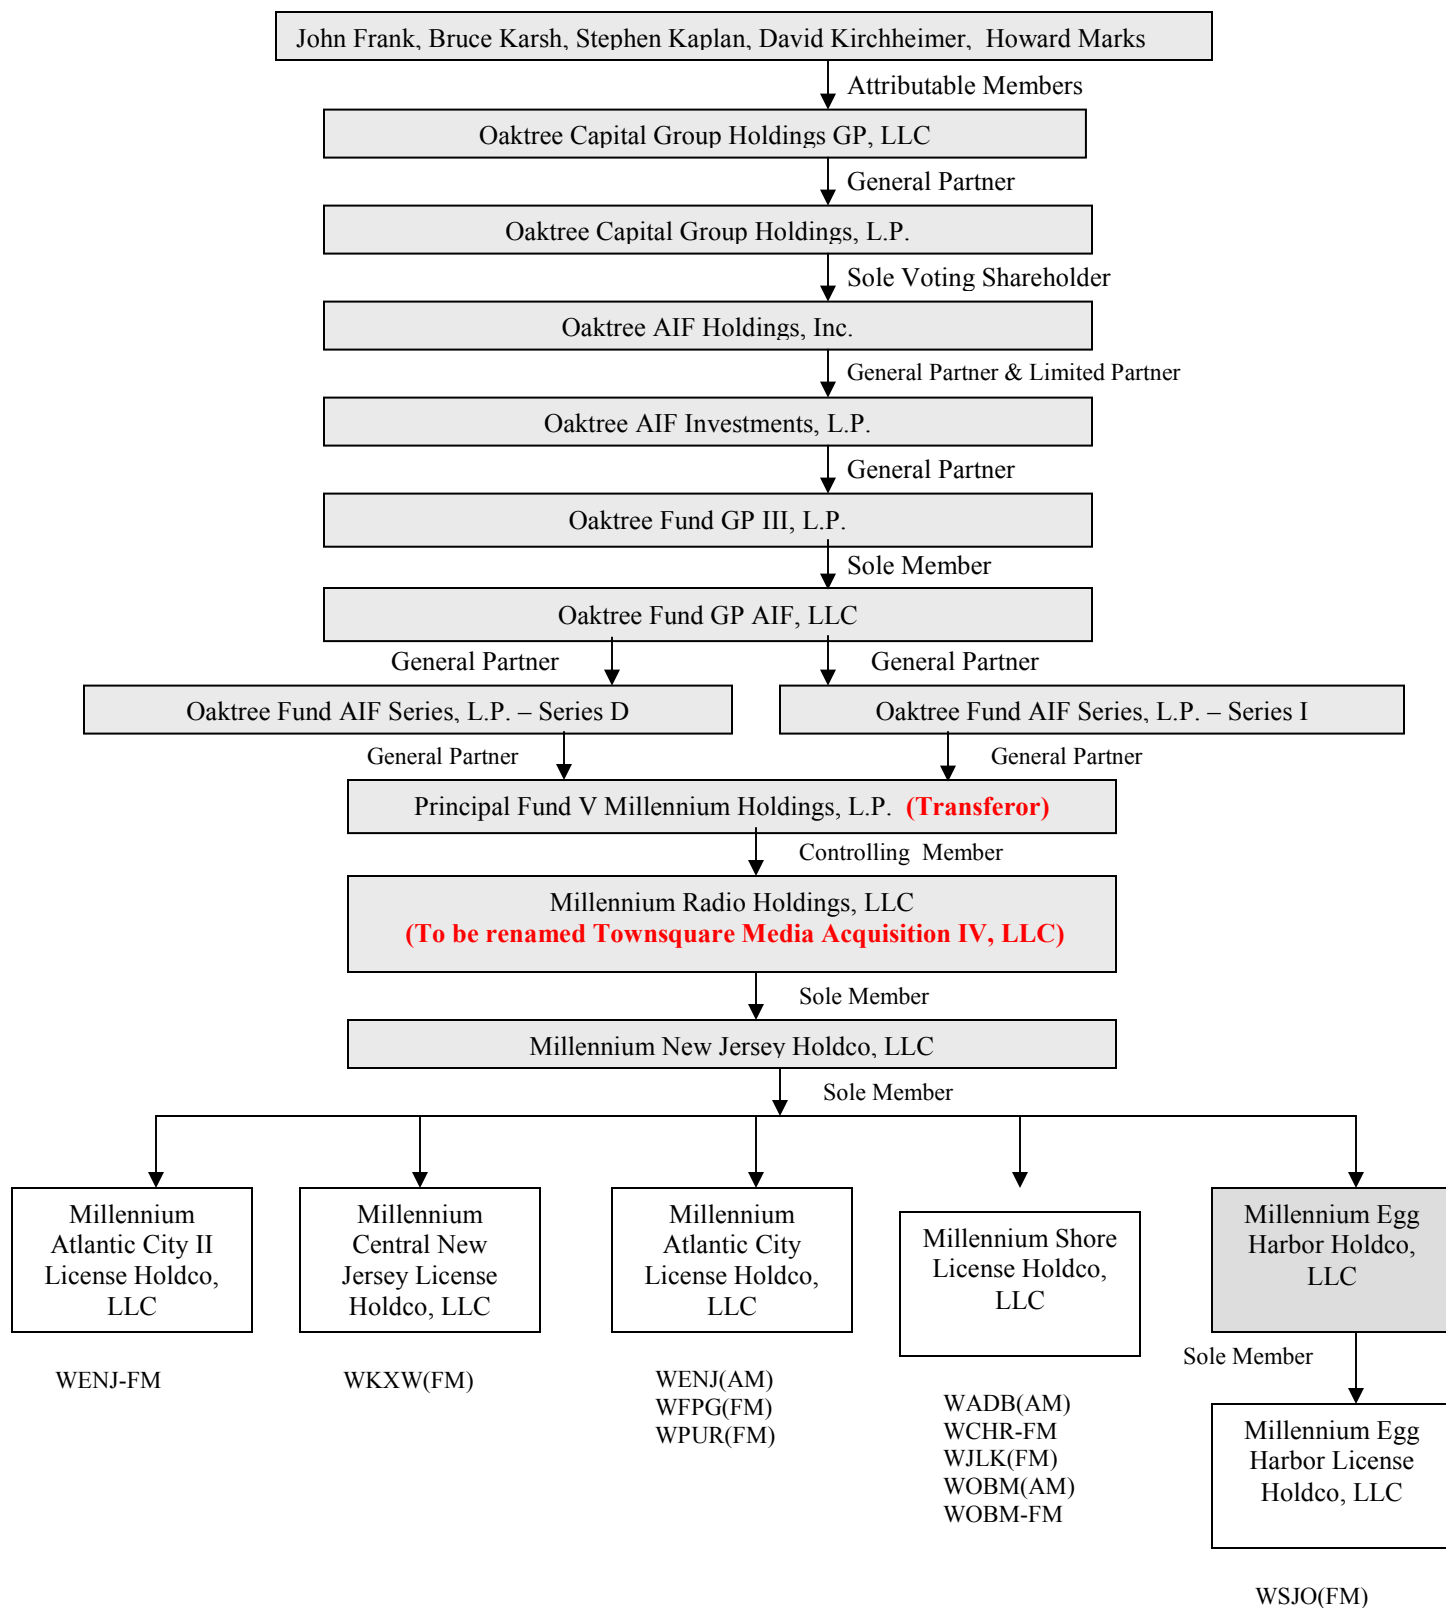 John Frank, Bruce Karsh, Stephen Kaplan, David Kirchheimer, Howard Marks
Attributable Members
Oaktree Capital Group Holdings GP, LLC
General Partner
Oaktree Capital Group Holdings, L.P.
Sole Voting Shareholder
Oaktree AIF Holdings, Inc.
General Partner & Limited Partner
Oaktree AIF Investments, L.P.
General Partner
Oaktree Fund GP III, L.P.
Sole Member
Oaktree Fund GP AIF, LLC
General Partner
General Partner
Oaktree Fund AIF Series, L.P. – Series D
Oaktree Fund AIF Series, L.P. – Series I
General Partner
General Partner
Principal Fund V Millennium Holdings, L.P. (Transferor)
Controlling Member
Millennium Radio Holdings, LLC
(To be renamed Townsquare Media Acquisition IV, LLC)
Sole Member
Millennium New Jersey Holdco, LLC
Sole Member
Millennium
Atlantic City II
License Holdco,
LLC
WENJ-FM
Millennium
Central New
Jersey License
Holdco, LLC
WKXW(FM)
Millennium
Atlantic City
License Holdco,
LLC
WENJ(AM)
WFPG(FM)
WPUR(FM)
Millennium Shore
License Holdco,
LLC
WADB(AM)
WCHR-FM
WJLK(FM)
WOBM(AM)
WOBM-FM
Millennium Egg
Harbor Holdco,
LLC
Sole Member
Millennium Egg
Harbor License
Holdco, LLC
WSJO(FM)